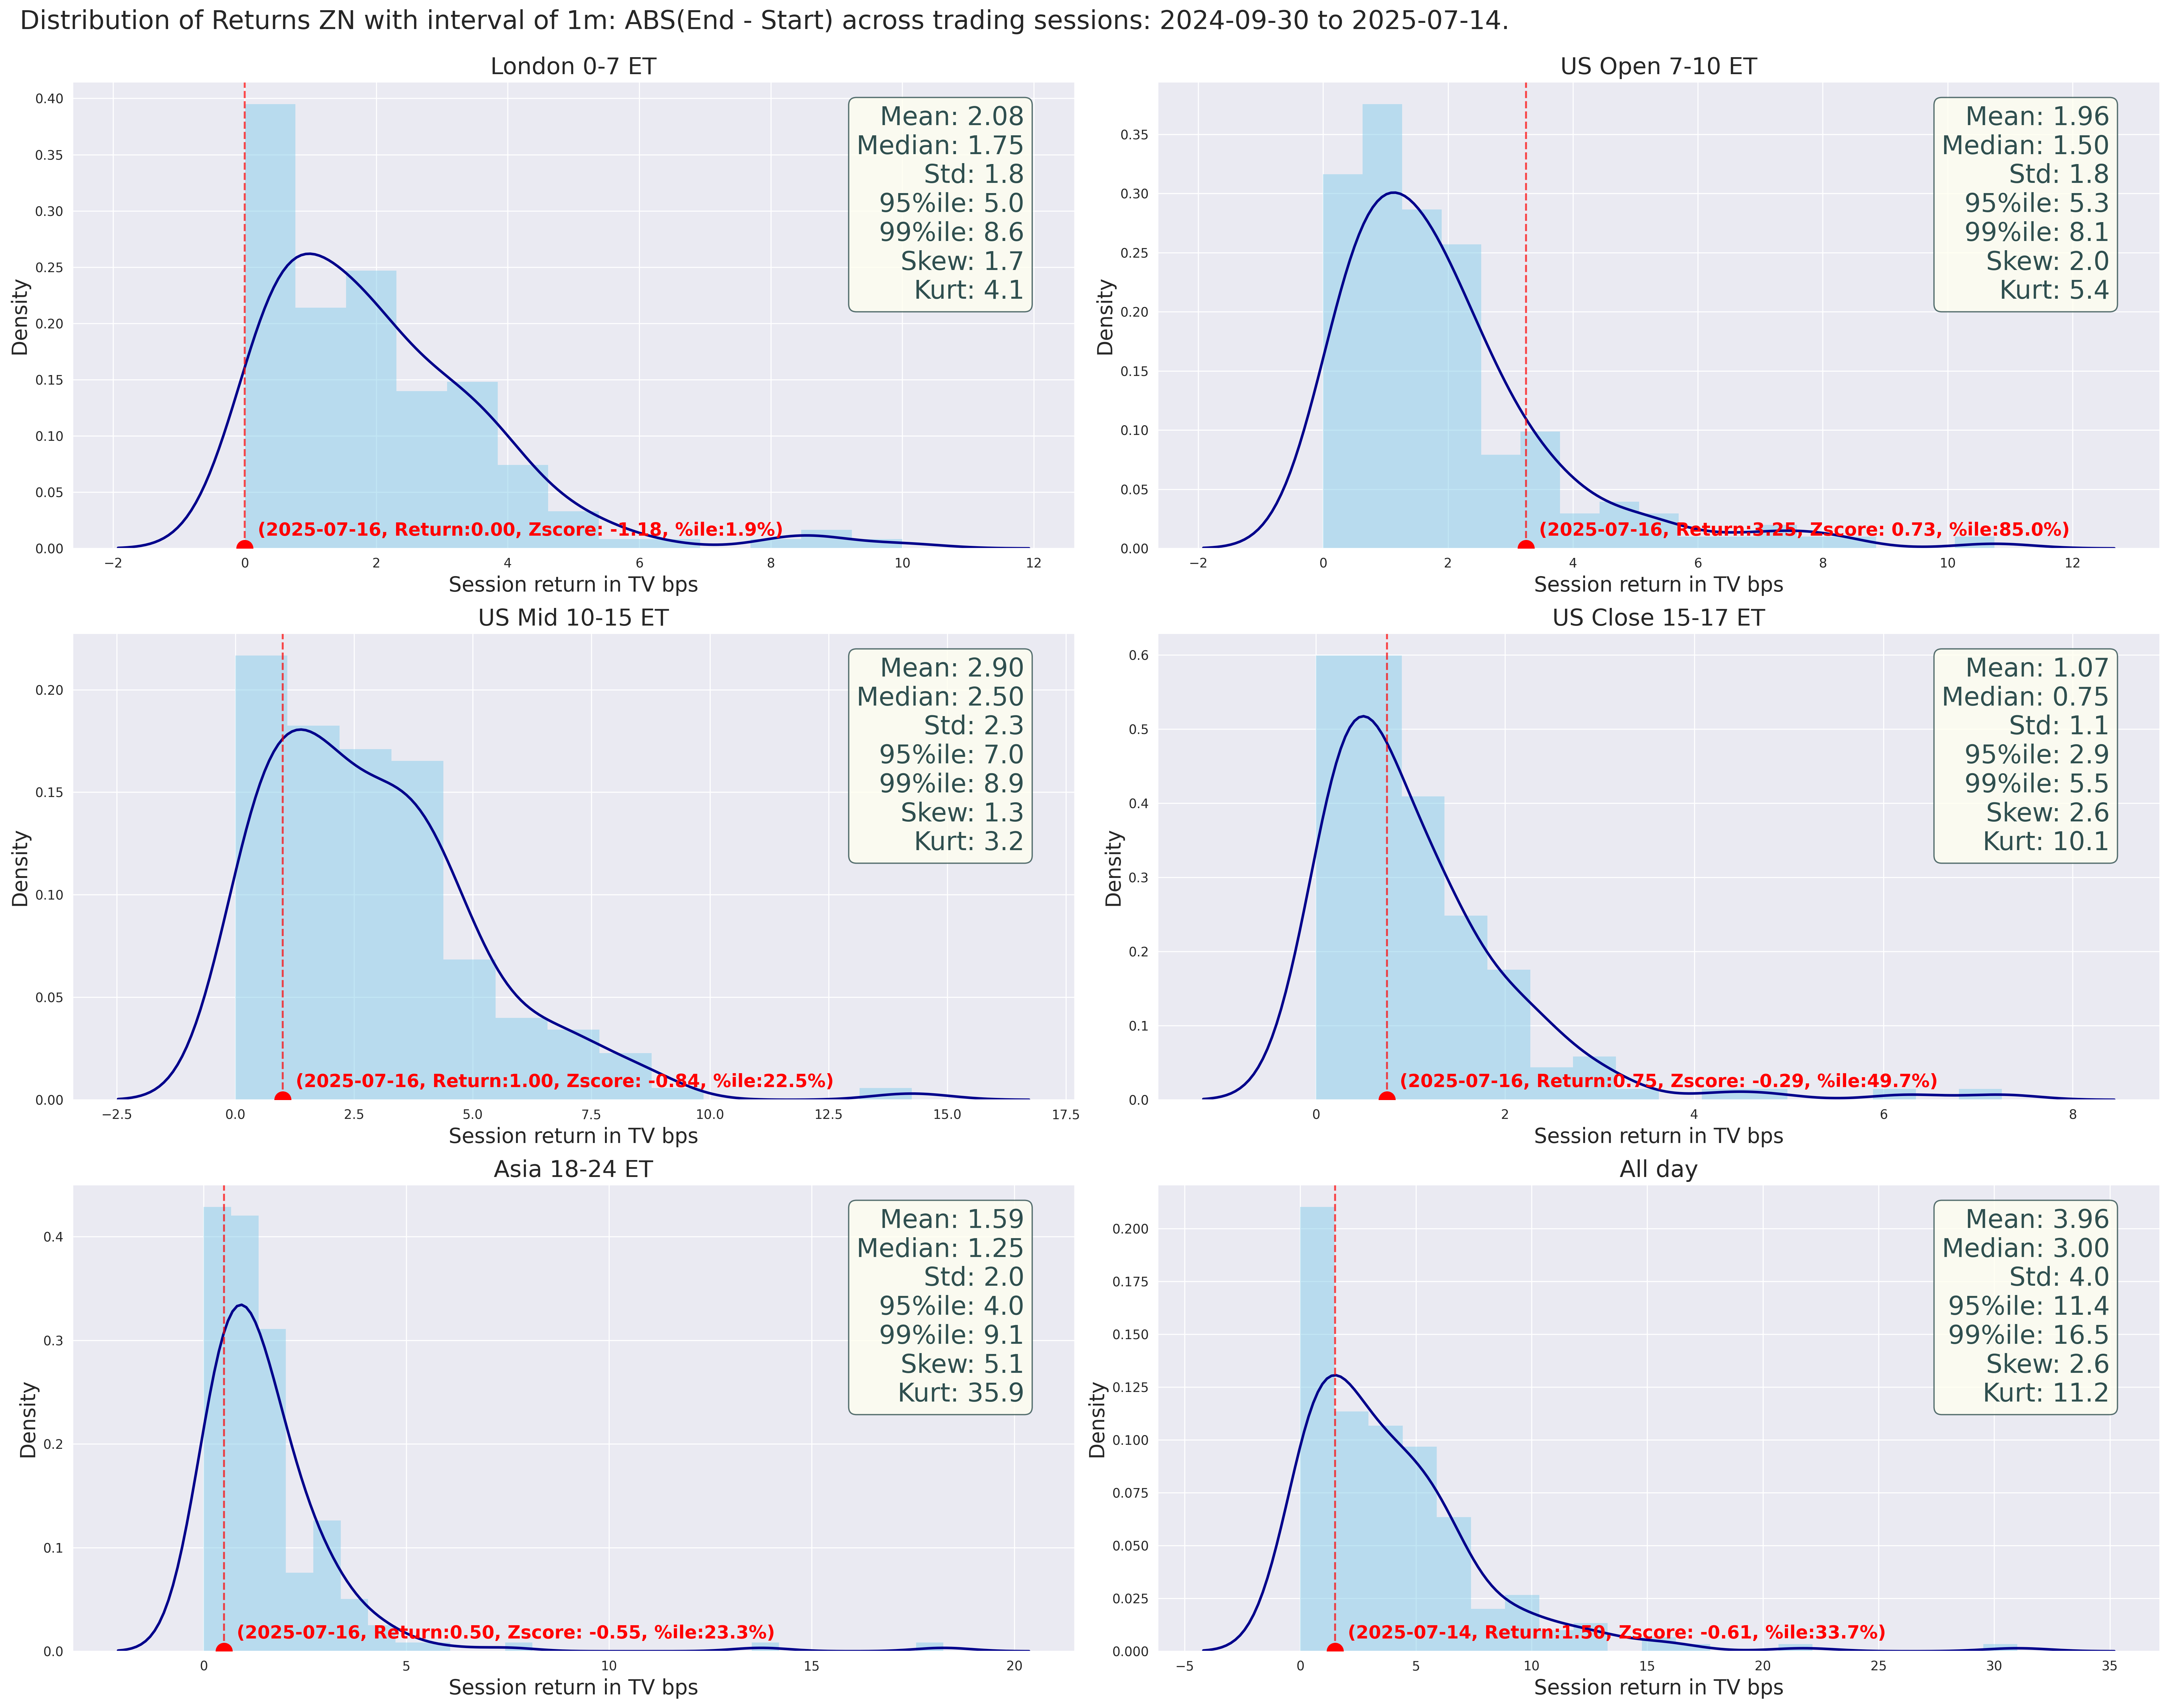 Distribution of Returns ZN with interval of 1m: ABS(End - Start) across trading sessions: 2024-09-30 to 2025-07-14.
London 0-7 ET
0.40
0.35
0.30
0.25
0.20
0.15
0.10
0.05
0.00
Density
Mean: 2.08
Median: 1.75
Std: 1.8
95%ile: 5.0
99%ile: 8.6
Skew: 1.7
Kurt: 4.1
(2025-07-16, Return:0.00, Zscore: -1.18, %ile:1.9%)
−2 0 2 4 6 8 10 12
Session return in TV bps
US Open 7-10 ET
0.35
0.30
0.25
0.20
0.15
0.10
0.05
0.00
Density
Mean: 1.96
Median: 1.50
Std: 1.8
95%ile: 5.3
99%ile: 8.1
Skew: 2.0
Kurt: 5.4
(2025-07-16, Return:3.25, Zscore: 0.73, %ile:85.0%)
−2 0 2 4 6 8 10 12
Session return in TV bps
US Mid 10-15 ET
0.20
0.15
0.10
0.05
0.00
Density
Mean: 2.90
Median: 2.50
Std: 2.3
95%ile: 7.0
99%ile: 8.9
Skew: 1.3
Kurt: 3.2
(2025-07-16, Return:1.00, Zscore: -0.84, %ile:22.5%)
−2.5 0.0 2.5 5.0 7.5 10.0 12.5 15.0 17.5
Session return in TV bps
US Close 15-17 ET
0.6
0.5
0.4
0.3
0.2
0.1
0.0
Density
Mean: 1.07
Median: 0.75
Std: 1.1
95%ile: 2.9
99%ile: 5.5
Skew: 2.6
Kurt: 10.1
(2025-07-16, Return:0.75, Zscore: -0.29, %ile:49.7%)
0 2 4 6 8
Session return in TV bps
Asia 18-24 ET
0.4
0.3
0.2
0.1
0.0
Density
Mean: 1.59
Median: 1.25
Std: 2.0
95%ile: 4.0
99%ile: 9.1
Skew: 5.1
Kurt: 35.9
(2025-07-16, Return:0.50, Zscore: -0.55, %ile:23.3%)
0 5 10 15 20
Session return in TV bps
All day
0.200
0.175
0.150
0.125
0.100
0.075
0.050
0.025
0.000
Density
Mean: 3.96
Median: 3.00
Std: 4.0
95%ile: 11.4
99%ile: 16.5
Skew: 2.6
Kurt: 11.2
(2025-07-14, Return:1.50, Zscore: -0.61, %ile:33.7%)
−5 0 5 10 15 20 25 30 35
Session return in TV bps